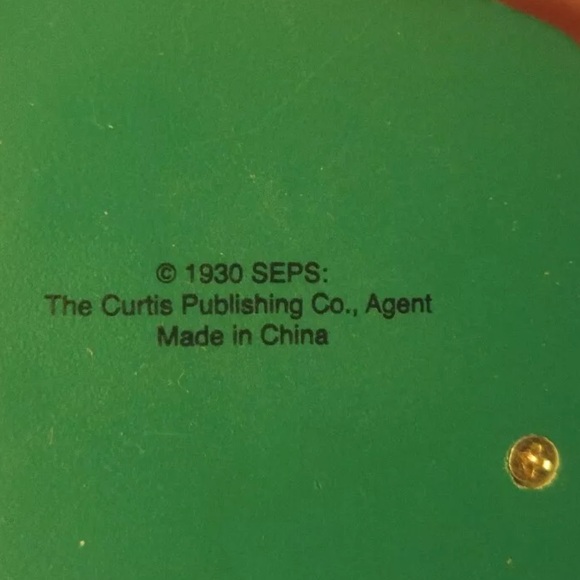 © 1930 SEPS:
The Curtis Publishing Co., Agent
Made in China